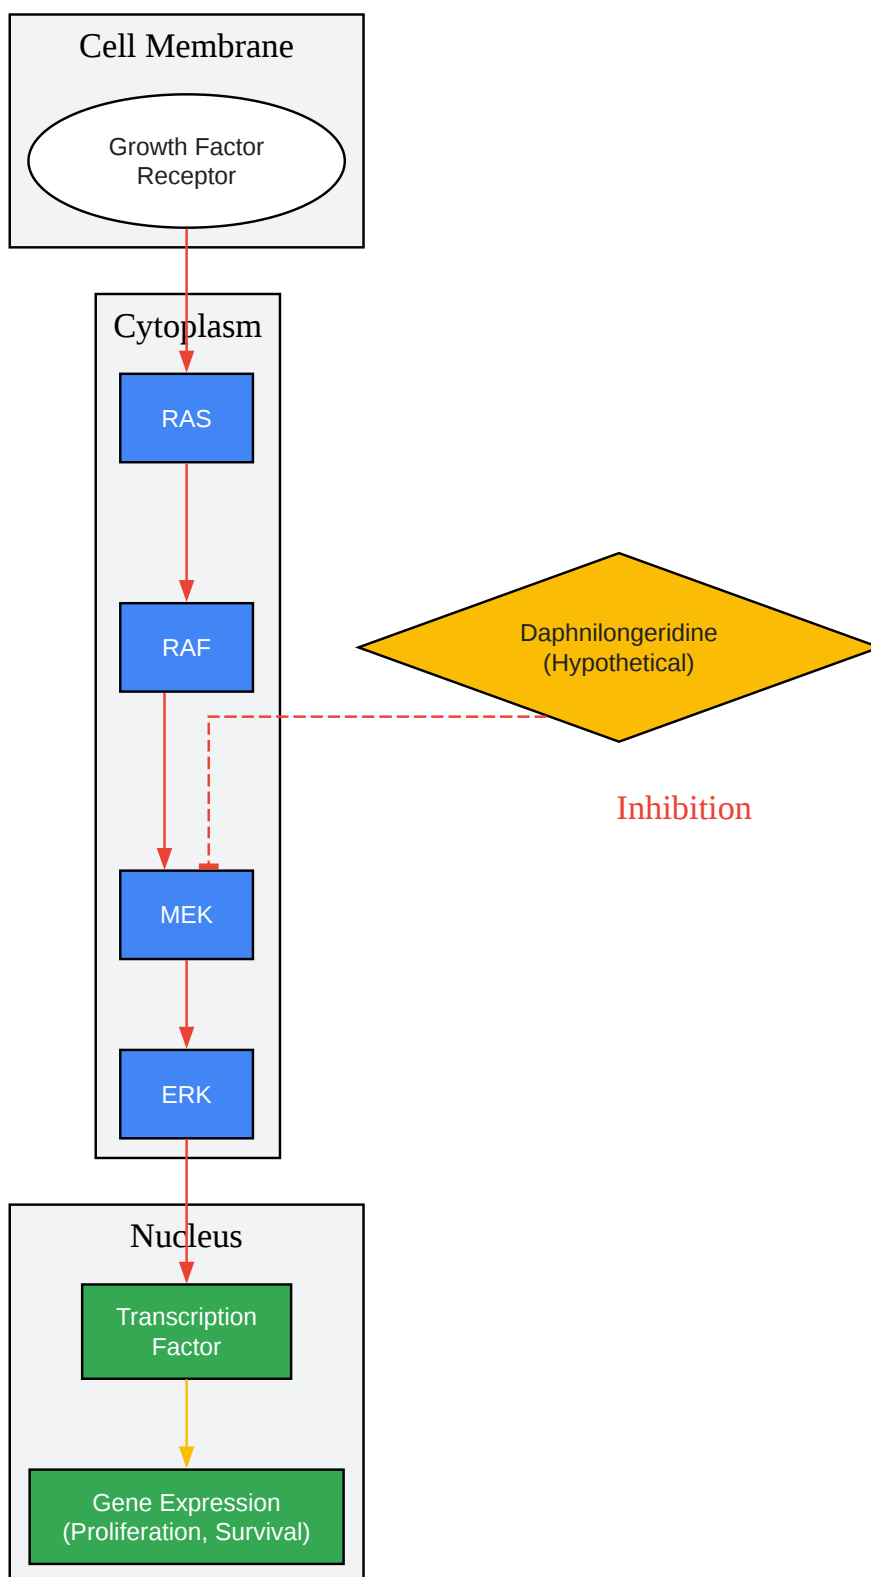 Cell Membrane
Growth Factor
Receptor
Cytoplasm
RAS
RAF
Daphnilongeridine
(Hypothetical)
Inhibition
MEK
ERK
Nucleus
Transcription
Factor
Gene Expression
(Proliferation, Survival)